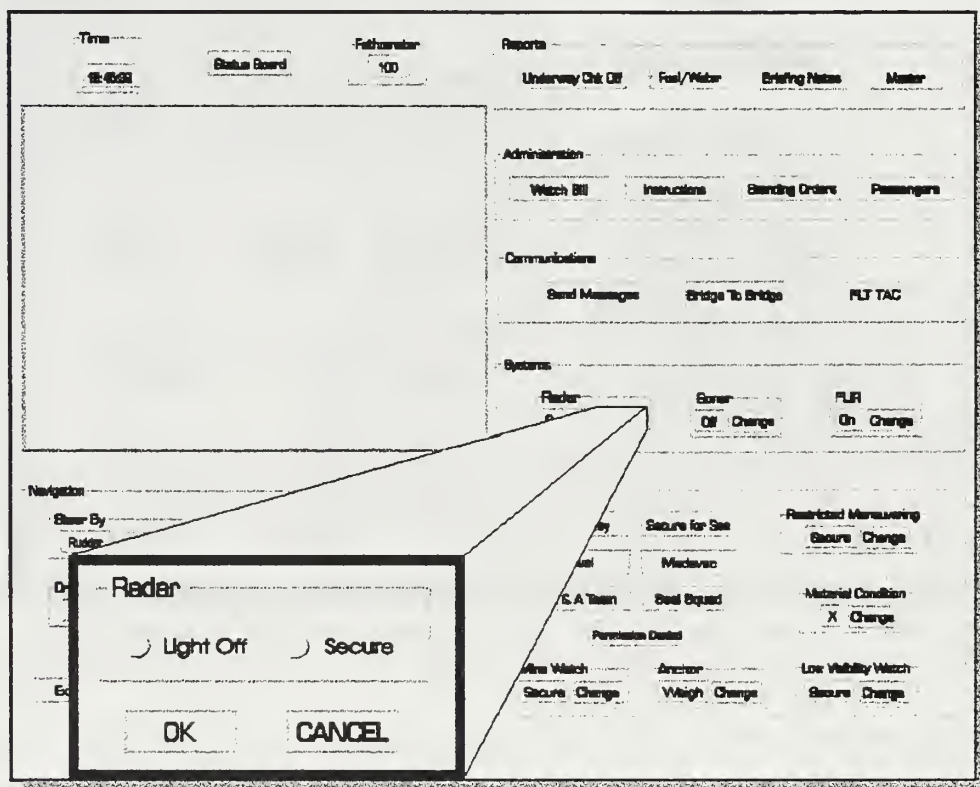 Time
Status Board
Fathometer
100
Reports
Underway Chk Off Fuel/Water Briefing Notes Master
Administration
Watch Bill Instructions Standing Orders Passengers
Communications
Send Messages Bridge To Bridge FLT TAC
Systems
Radar Sonar FLIR
Off Change On Change
Navigation
Steer By
Rudder
Secure for Sea
Medevac
& A Team Seal Squad
Permission Denied
Restricted Maneuvering
Secure Change
Material Condition
X Change
Mine Watch Anchor Low Visibility Watch
Secure Change Weigh Change Secure Change
Radar
Light Off Secure
OK CANCEL